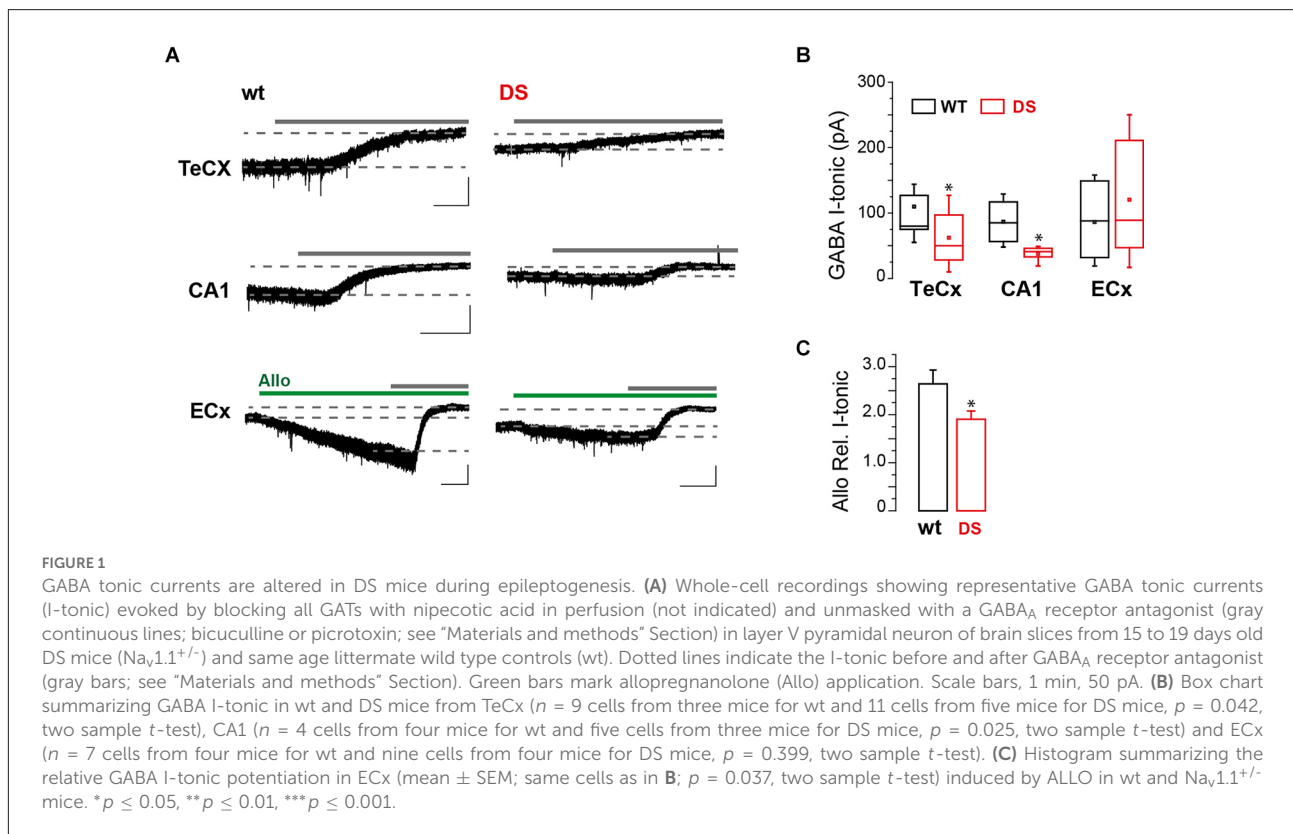 A
B
wt
DS
TeCX
CA1
Allo
ECx
300
250
200
150
100
50
0
GABA I-tonic (pA)
WT
DS
*
*
TeCx
CA1
ECx
C
3.0
2.0
1.0
0
Allo Rel. I-tonic
*
wt
DS
FIGURE 1
GABA tonic currents are altered in DS mice during epileptogenesis. (A) Whole-cell recordings showing representative GABA tonic currents
(I-tonic) evoked by blocking all GATs with nipecotic acid in perfusion (not indicated) and unmasked with a GABAA receptor antagonist (gray
continuous lines; bicuculline or picrotoxin; see “Materials and methods” Section) in layer V pyramidal neuron of brain slices from 15 to 19 days old
DS mice (Nav1.1+/-) and same age littermate wild type controls (wt). Dotted lines indicate the I-tonic before and after GABAA receptor antagonist
(gray bars; see “Materials and methods” Section). Green bars mark allopregnanolone (Allo) application. Scale bars, 1 min, 50 pA. (B) Box chart
summarizing GABA I-tonic in wt and DS mice from TeCx (n = 9 cells from three mice for wt and 11 cells from five mice for DS mice, p = 0.042,
two sample t-test), CA1 (n = 4 cells from four mice for wt and five cells from three mice for DS mice, p = 0.025, two sample t-test) and ECx
(n = 7 cells from four mice for wt and nine cells from four mice for DS mice, p = 0.399, two sample t-test). (C) Histogram summarizing the
relative GABA I-tonic potentiation in ECx (mean ± SEM; same cells as in B; p = 0.037, two sample t-test) induced by ALLO in wt and Nav1.1+/-
mice. *p ≤ 0.05, **p ≤ 0.01, ***p ≤ 0.001.